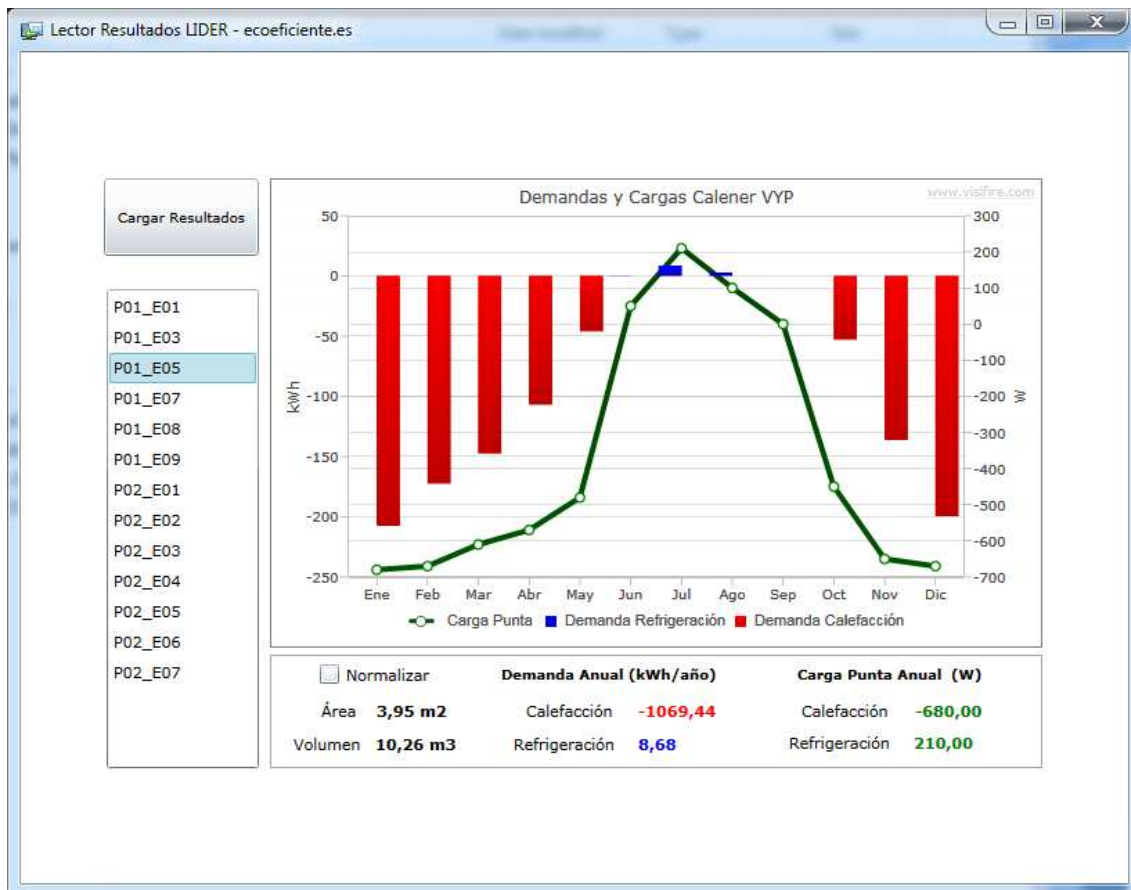 Lector Resultados LIDER - ecoeficiente.es
Cargar Resultados
P01_E01
P01_E03
P01_E05
P01_E07
P01_E08
P01_E09
P02_E01
P02_E02
P02_E03
P02_E04
P02_E05
P02_E06
P02_E07
Demandas y Cargas Calener VYP
www.visifire.com
50
0
-50
-100
-150
-200
-250
kWh
300
200
100
0
-100
-200
-300
-400
-500
-600
-700
W
Ene Feb Mar Abr May Jun Jul Ago Sep Oct Nov Dic
Carga Punta Demanda Refrigeración Demanda Calefacción
Normalizar Demanda Anual (kWh/año) Carga Punta Anual (W)
Área 3,95 m2 Calefacción -1069,44 Calefacción -680,00
Volumen 10,26 m3 Refrigeración 8,68 Refrigeración 210,00